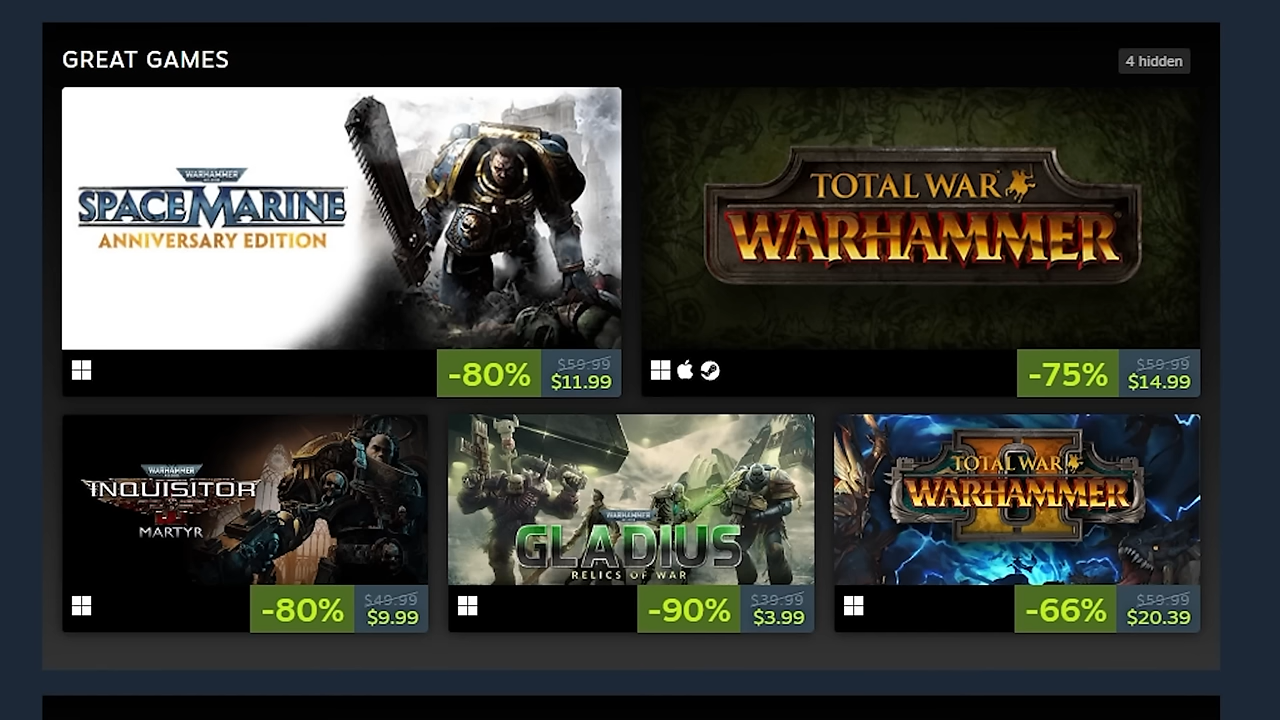 GREAT GAMES
4 hidden
WARHAMMER
SPACE MARINE
ANNIVERSARY EDITION
TOTAL WAR
WARHAMMER
-80%
$59.99
$11.99
-75%
$59.99
$14.99
WARHAMMER
INQUISITOR
MARTYR
WARHAMMER
GLADIUS
RELICS OF WAR
II
TOTAL WAR
WARHAMMER
-80%
$49.99
$9.99
-90%
$39.99
$3.99
-66%
$59.99
$20.39